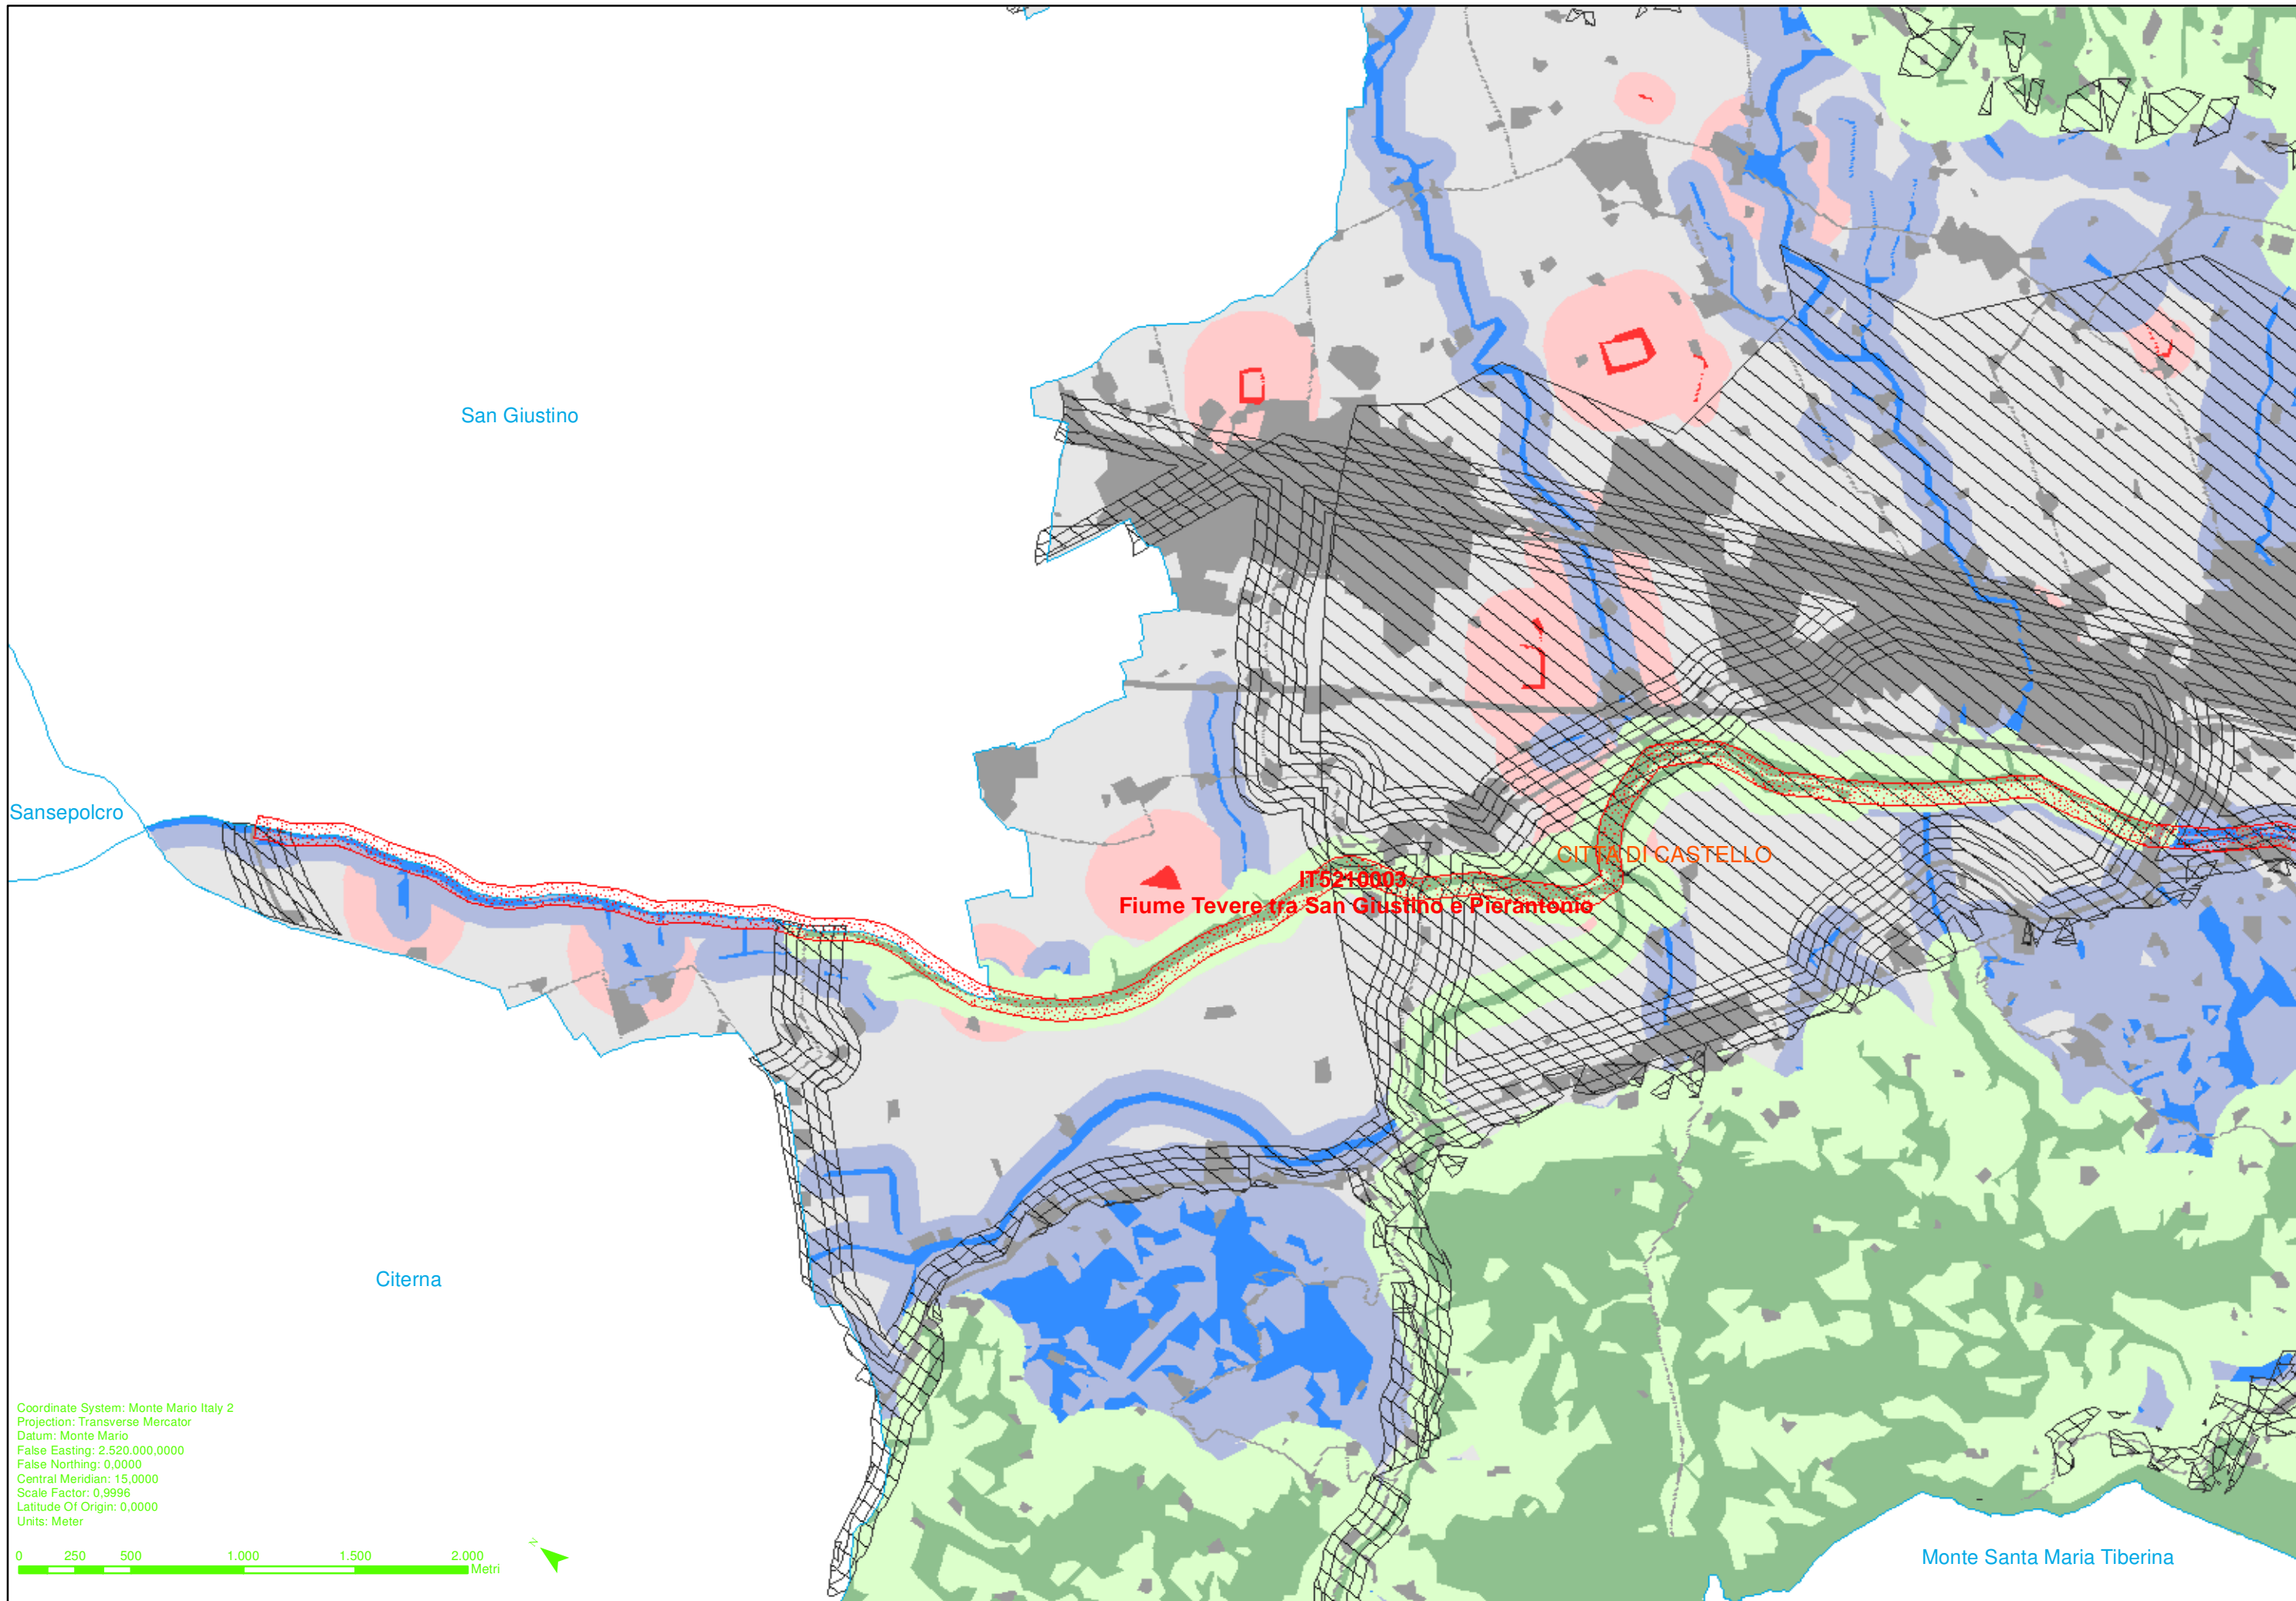 San Giustino
Sansepolcro
CITTÀ DI CASTELLO
IT5210003
Fiume Tevere tra San Giustino e Pierantonio
Citerna
Coordinate System: Monte Mario Italy 2
Projection: Transverse Mercator
Datum: Monte Mario
False Easting: 2.520.000,0000
False Northing: 0,0000
Central Meridian: 15,0000
Scale Factor: 0,9996
Latitude Of Origin: 0,0000
Units: Meter
0 250 500 1.000 1.500 2.000
Metri
N
Monte Santa Maria Tiberina